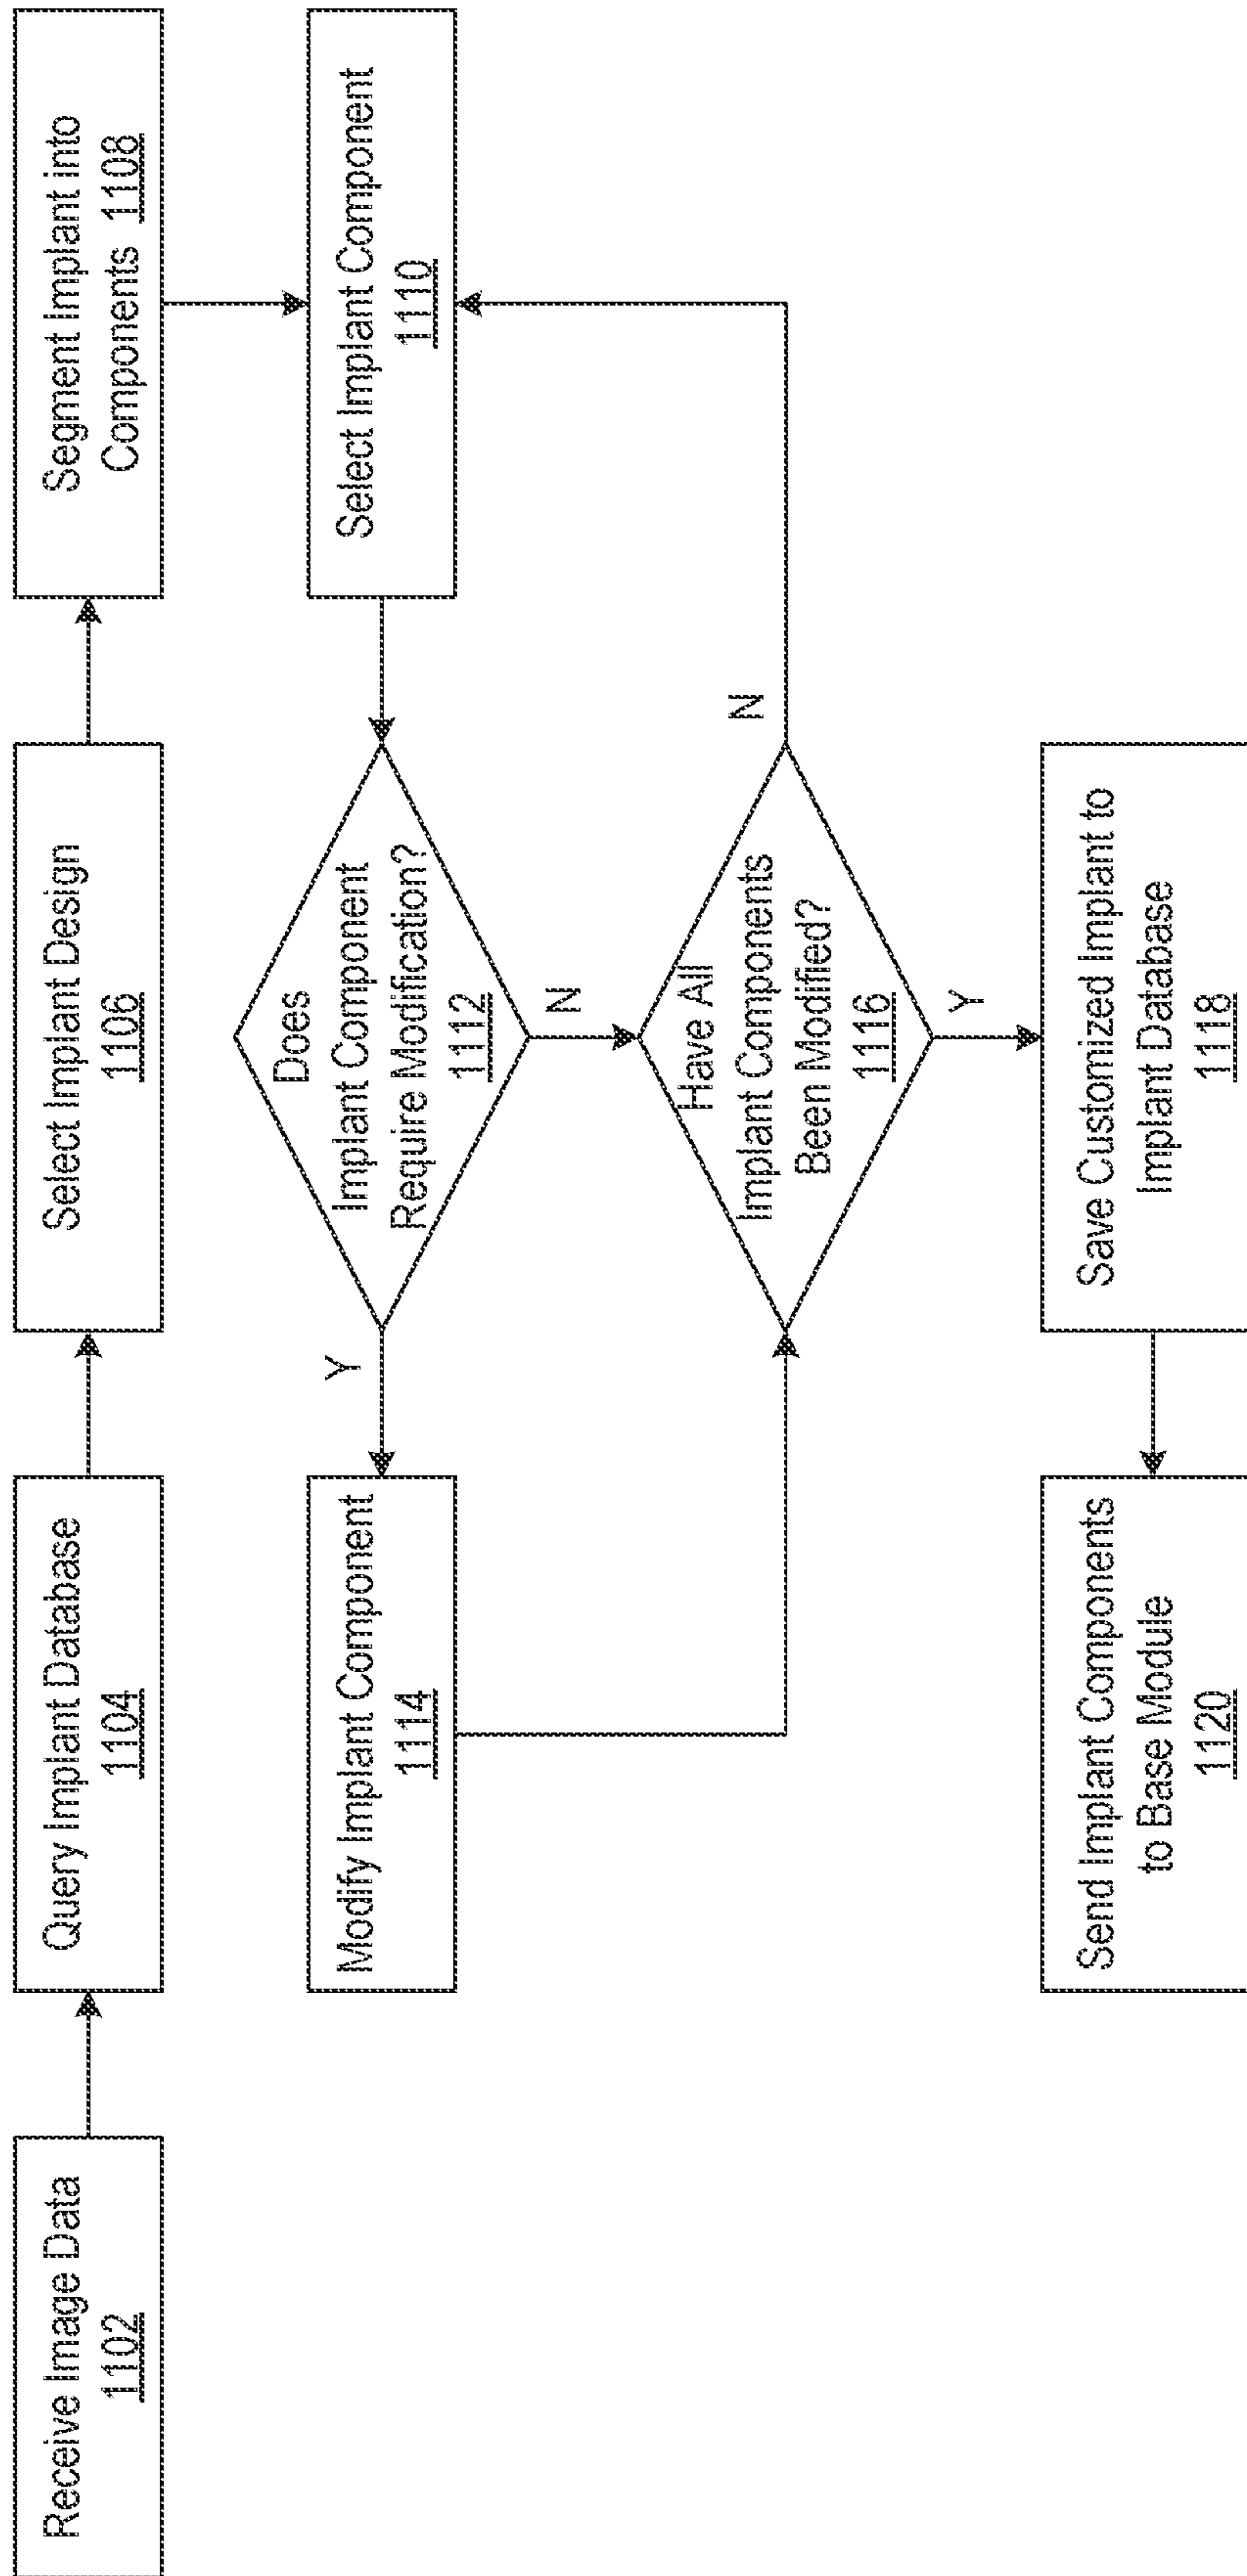 Receive Image Data
1102
Query Implant Database
1104
Select Implant Design
1106
Segment Implant into
Components 1108
Select Implant Component
1110
Does
Implant Component
Require Modification?
1112
Y
N
Modify Implant Component
1114
Have All
Implant Components
Been Modified?
1116
N
Y
Save Customized Implant to
Implant Database
1118
Send Implant Components
to Base Module
1120